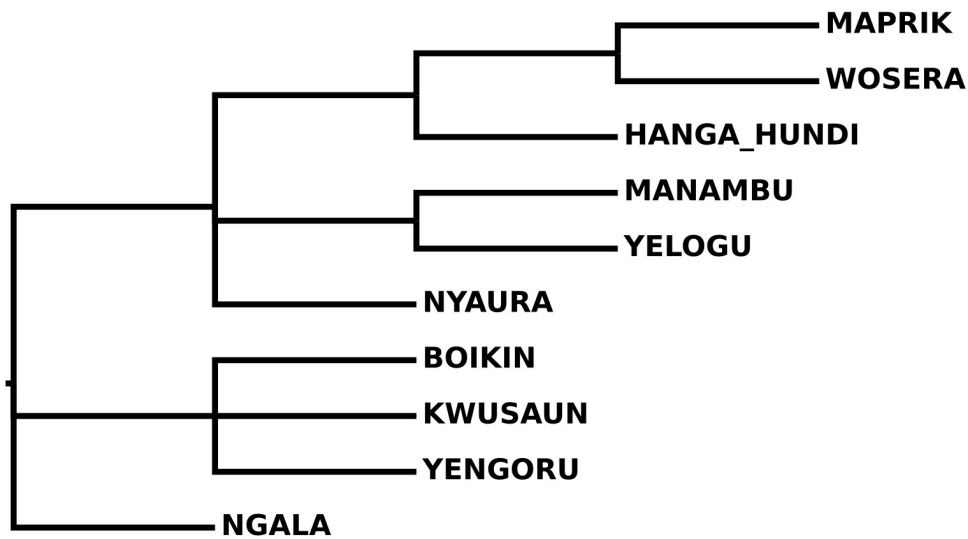 MAPRIK
WOSERA
HANGA_HUNDI
MANAMBU
YELOGU
NYAURA
BOIKIN
KWUSAUN
YENGORU
NGALA